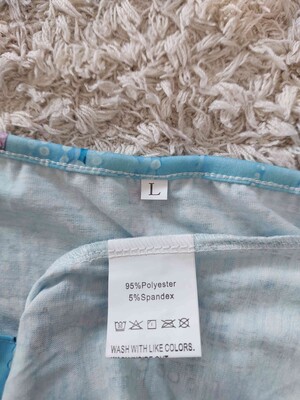 L
95%Polyester
5%Spandex
WASH WITH LIKE COLORS.